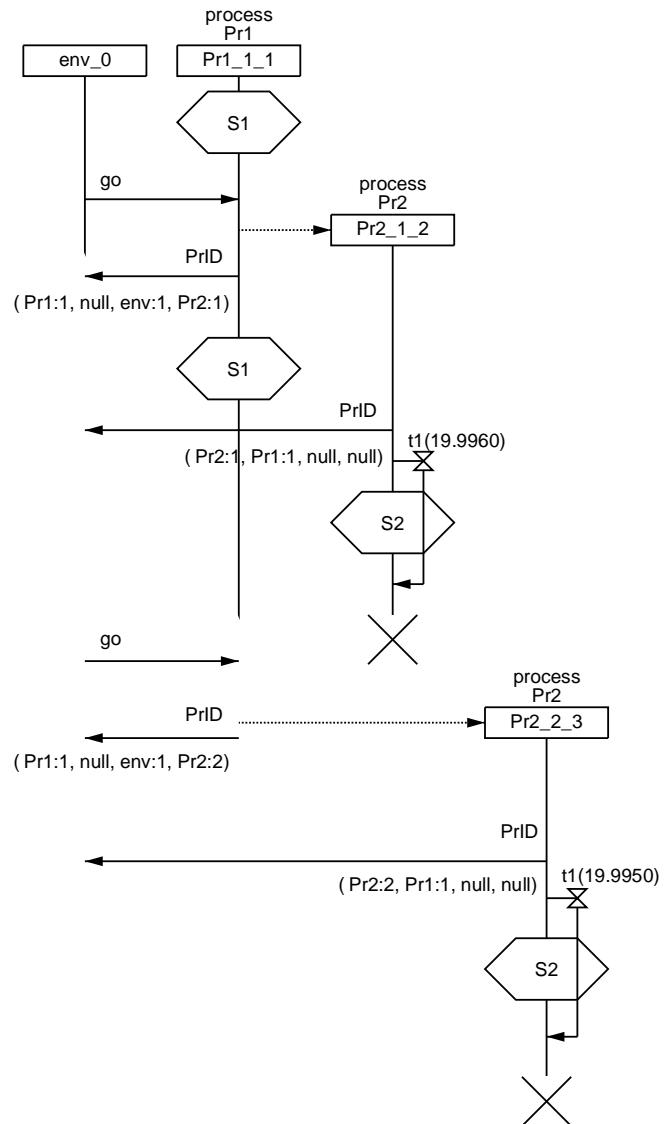 process
Pr1
env_0
Pr1_1_1
S1
go
process
Pr2
Pr2_1_2
PrID
( Pr1:1, null, env:1, Pr2:1)
S1
PrID
t1(19.9960)
( Pr2:1, Pr1:1, null, null)
S2
go
process
Pr2
PrID
Pr2_2_3
( Pr1:1, null, env:1, Pr2:2)
PrID
t1(19.9950)
( Pr2:2, Pr1:1, null, null)
S2